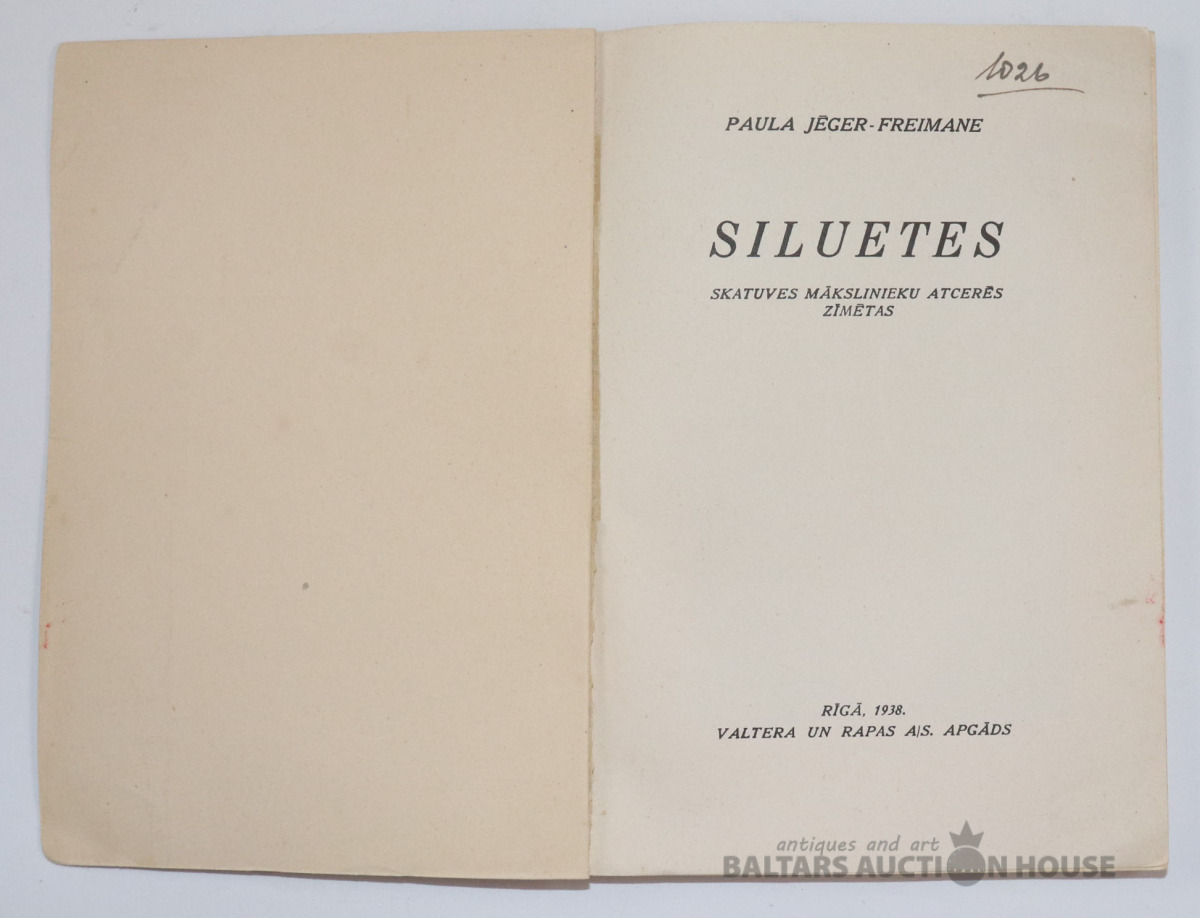 1026
PAULA JĒGER-FREIMANE
SILUETES
SKATUVES MĀKSLINIEKU ATCERĒS
ZĪMĒTAS
RĪGĀ, 1938.
VALTERA UN RAPAS A/S. APGĀDS
antiques and art
BALTARS AUCTION HOUSE